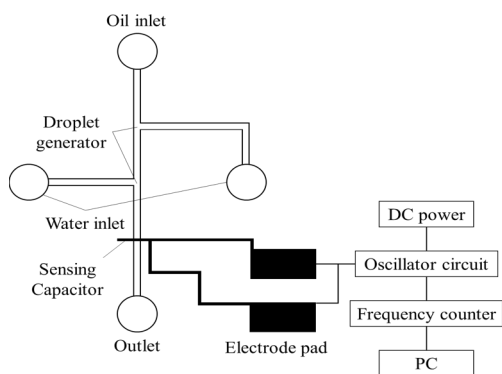 Oil inlet
Droplet
generator
Water inlet
Sensing
Capacitor
Outlet
Electrode pad
DC power
Oscillator circuit
Frequency counter
PC